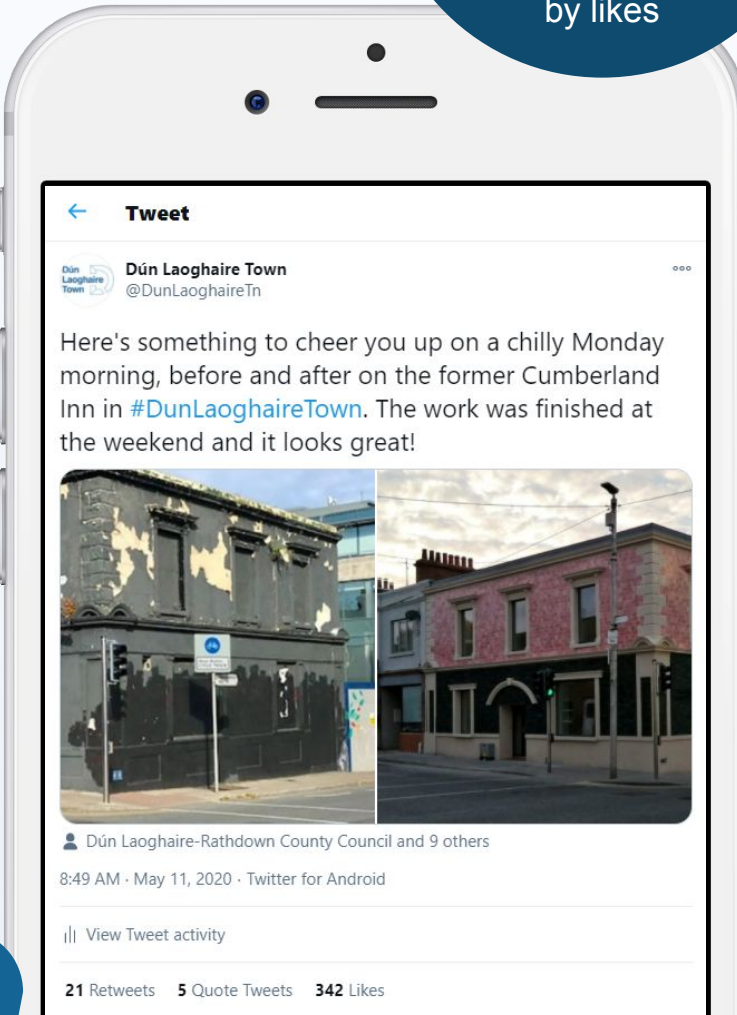 by likes
Tweet
Dún
Laoghaire
Town
Dún Laoghaire Town
@DunLaoghaireTn
Here's something to cheer you up on a chilly Monday
morning, before and after on the former Cumberland
Inn in #DunLaoghaireTown. The work was finished at
the weekend and it looks great!
Dún Laoghaire-Rathdown County Council and 9 others
8:49 AM · May 11, 2020 · Twitter for Android
View Tweet activity
21 Retweets 5 Quote Tweets 342 Likes